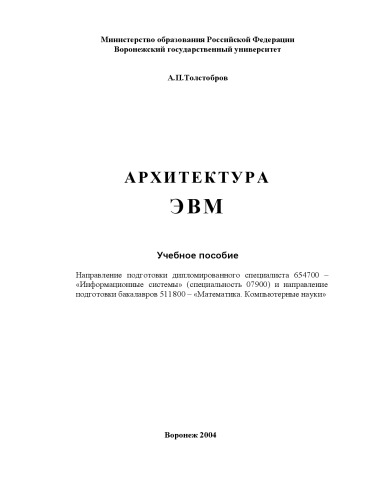 Министерство образования Российской Федерации
Воронежский государственный университет
А.П.Толстобров
АРХИТЕКТУРА
ЭВМ
Учебное пособие
Направление подготовки дипломированного специалиста 654700 –
«Информационные системы» (специальность 07900) и направление
подготовки бакалавров 511800 – «Математика. Компьютерные науки»
Воронеж 2004